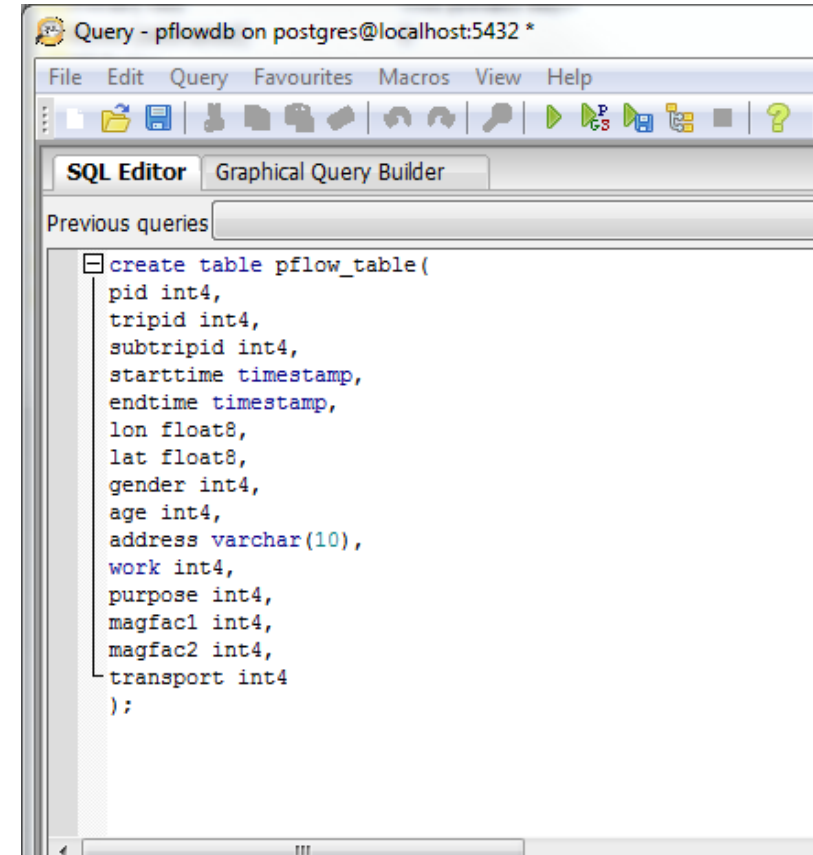 Query - pflowdb on postgres@localhost:5432 *
File Edit Query Favourites Macros View Help
SQL Editor Graphical Query Builder
Previous queries
create table pflow_table(
pid int4,
tripid int4,
subtripid int4,
starttime timestamp,
endtime timestamp,
lon float8,
lat float8,
gender int4,
age int4,
address varchar(10),
work int4,
purpose int4,
magfac1 int4,
magfac2 int4,
transport int4
);